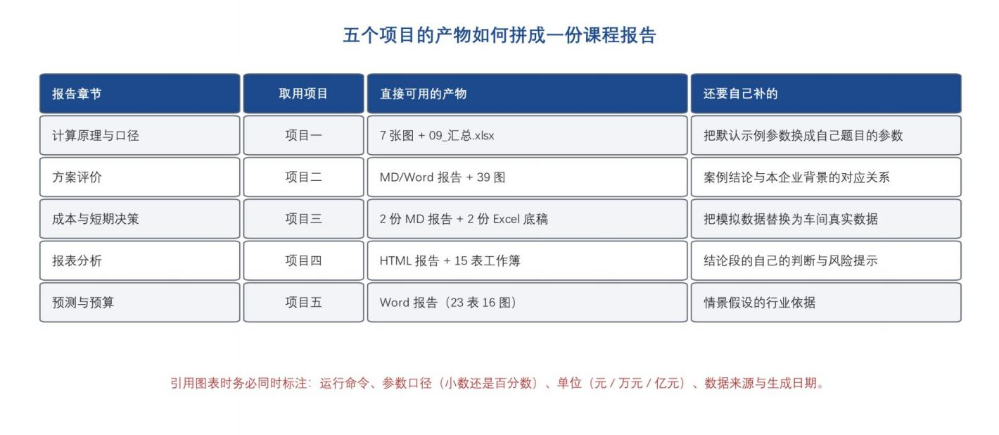 五个项目的产物如何拼成一份课程报告
报告章节 取用项目 直接可用的产物 还要自己补的
计算原理与口径 项目一 7 张图 + 09_汇总.xlsx 把默认示例参数换成自己题目的参数
方案评价 项目二 MD/Word 报告 + 39 图 案例结论与本企业背景的对应关系
成本与短期决策 项目三 2 份 MD 报告 + 2 份 Excel 底稿 把模拟数据替换为车间真实数据
报表分析 项目四 HTML 报告 + 15 表工作簿 结论段的自己的判断与风险提示
预测与预算 项目五 Word 报告（23 表 16 图） 情景假设的行业依据
引用图表时务必同时标注：运行命令、参数口径（小数还是百分数）、单位（元 / 万元 / 亿元）、数据来源与生成日期。